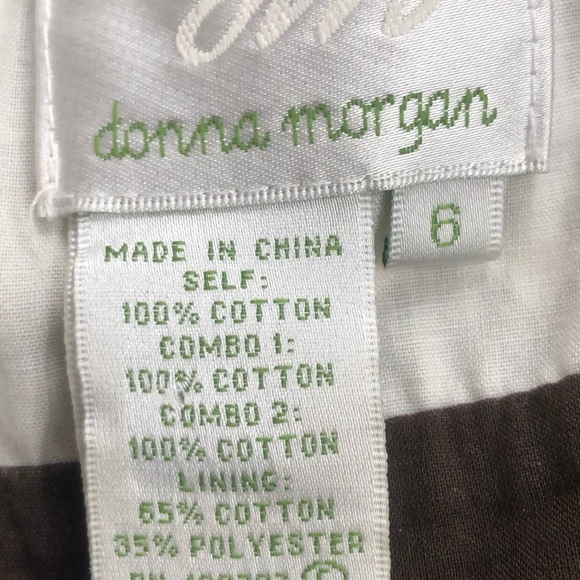 donna morgan
6
MADE IN CHINA
SELF:
100% COTTON
COMBO 1:
100% COTTON
COMBO 2:
100% COTTON
LINING:
65% COTTON
35% POLYESTER